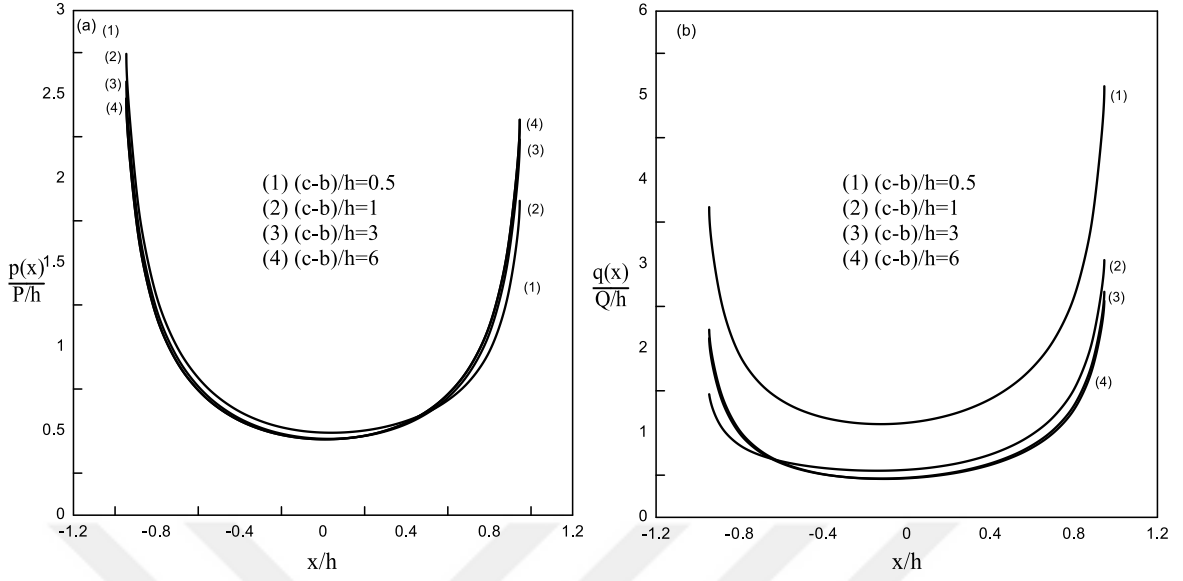 (a)
(1)
(2)
(3)
(4)
(4)
(3)
(2)
(1)
(1) (c-b)/h=0.5
(2) (c-b)/h=1
(3) (c-b)/h=3
(4) (c-b)/h=6
3
2.5
2
1.5
1
0.5
0
p(x)
P/h
-1.2
-0.8
-0.4
0
0.4
0.8
1.2
x/h
(b)
(1)
(2)
(3)
(4)
(1) (c-b)/h=0.5
(2) (c-b)/h=1
(3) (c-b)/h=3
(4) (c-b)/h=6
6
5
4
3
2
1
0
q(x)
Q/h
-1.2
-0.8
-0.4
0
0.4
0.8
1.2
x/h